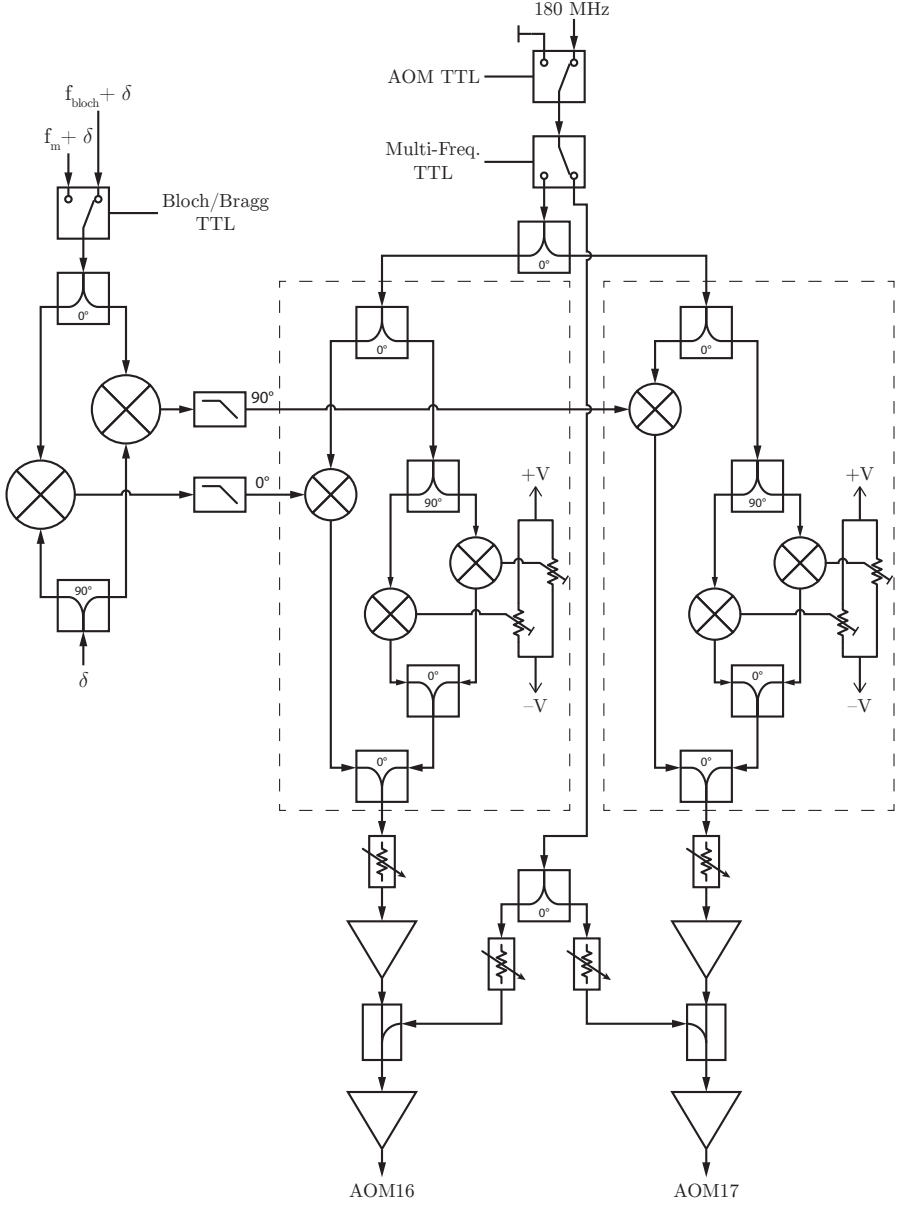 180 MHz
AOM TTL
f_bloch + δ
f_m + δ
Multi-Freq.
TTL
Bloch/Bragg
TTL
0°
0°
0°
0°
90°
0°
+V
+V
90°
90°
90°
δ
0°
0°
–V
–V
0°
0°
0°
AOM16
AOM17